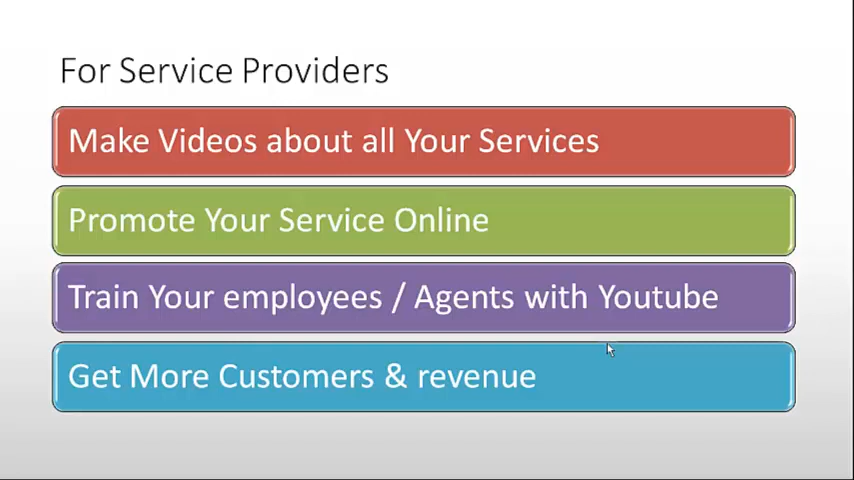 For Service Providers
Make Videos about all Your Services
Promote Your Service Online
Train Your employees / Agents with Youtube
Get More Customers & revenue